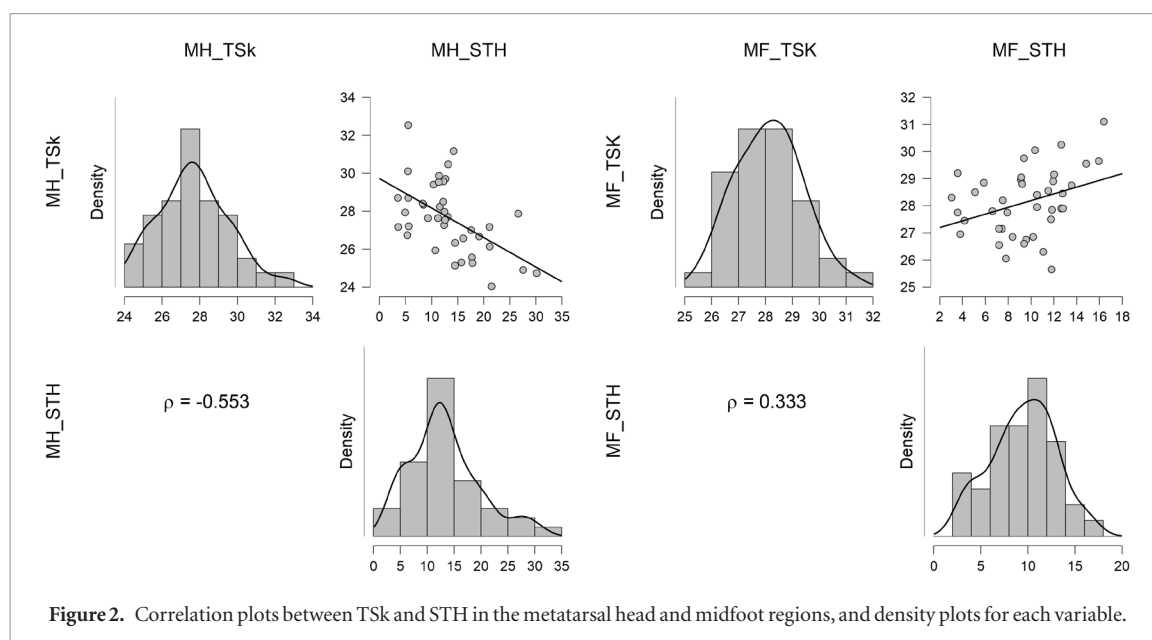 MH_TSk MH_STH MF_TSK MF_STH
MH_TSk
Density
24 26 28 30 32 34
34
32
30
28
26
24
0 5 10 15 20 25 30 35
MF_TSK
Density
25 26 27 28 29 30 31 32
32
31
30
29
28
27
26
25
2 4 6 8 10 12 14 16 18
MH_STH
ρ = -0.553
Density
0 5 10 15 20 25 30 35
MF_STH
ρ = 0.333
Density
0 5 10 15 20
Figure 2. Correlation plots between TSk and STH in the metatarsal head and midfoot regions, and density plots for each variable.